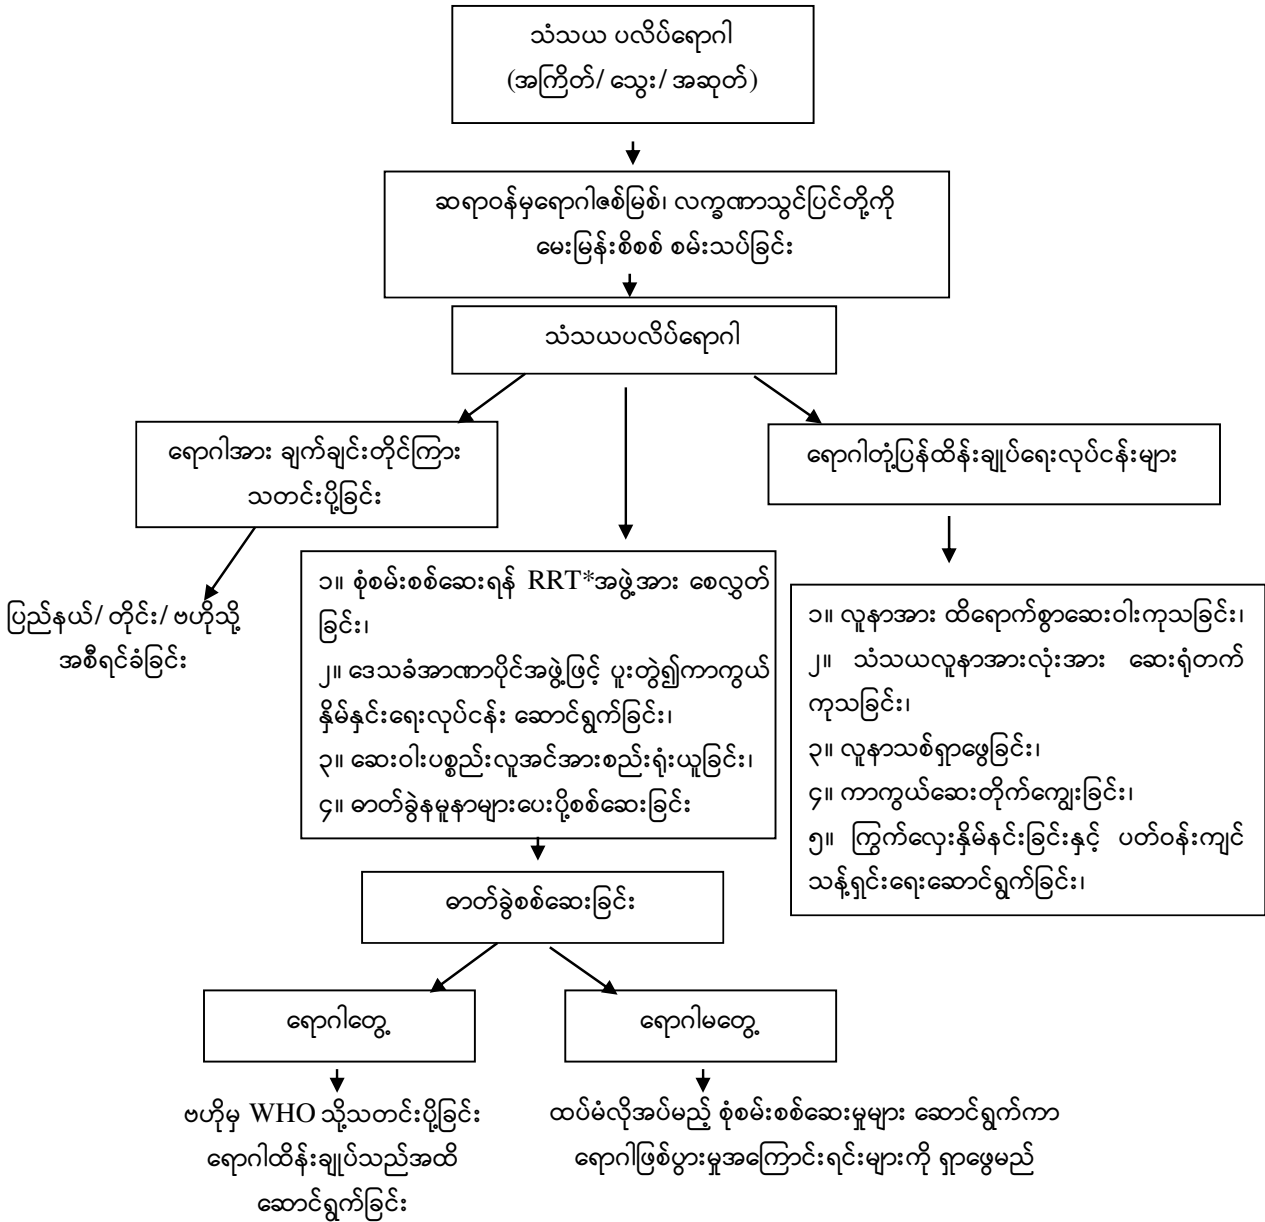 သံသယ ပလိပ်ရောဂါ
(အကြိတ်/ သွေး/ အဆုတ်)
ဆရာဝန်မှရောဂါဇစ်မြစ်၊ လက္ခဏာသွင်ပြင်တို့ကို
မေးမြန်းစိစစ် စမ်းသပ်ခြင်း
သံသယပလိပ်ရောဂါ
ရောဂါအား ချက်ချင်းတိုင်ကြား
သတင်းပို့ခြင်း
ပြည်နယ်/ တိုင်း/ ဗဟိုသို့
အစီရင်ခံခြင်း
၁။ စုံစမ်းစစ်ဆေးရန် RRT*အဖွဲ့အား စေလွှတ်
ခြင်း၊
၂။ ဒေသခံအာဏာပိုင်အဖွဲ့ဖြင့် ပူးတွဲ၍ကာကွယ်
နှိမ်နှင်းရေးလုပ်ငန်း ဆောင်ရွက်ခြင်း၊
၃။ ဆေးဝါးပစ္စည်းလူအင်အားစည်းရုံးယူခြင်း၊
၄။ ဓာတ်ခွဲနမူနာများပေးပို့စစ်ဆေးခြင်း
ရောဂါတုံ့ပြန်ထိန်းချုပ်ရေးလုပ်ငန်းများ
၁။ လူနာအား ထိရောက်စွာဆေးဝါးကုသခြင်း၊
၂။ သံသယလူနာအားလုံးအား ဆေးရုံတက်
ကုသခြင်း၊
၃။ လူနာသစ်ရှာဖွေခြင်း၊
၄။ ကာကွယ်ဆေးတိုက်ကျွေးခြင်း၊
၅။ ကြွက်လှေးနှိမ်နင်းခြင်းနှင့် ပတ်ဝန်းကျင်
သန့်ရှင်းရေးဆောင်ရွက်ခြင်း၊
ဓာတ်ခွဲစစ်ဆေးခြင်း
ရောဂါတွေ့
ဗဟိုမှ WHO သို့သတင်းပို့ခြင်း
ရောဂါထိန်းချုပ်သည်အထိ
ဆောင်ရွက်ခြင်း
ရောဂါမတွေ့
ထပ်မံလိုအပ်မည့် စုံစမ်းစစ်ဆေးမှုများ ဆောင်ရွက်ကာ
ရောဂါဖြစ်ပွားမှုအကြောင်းရင်းများကို ရှာဖွေမည်